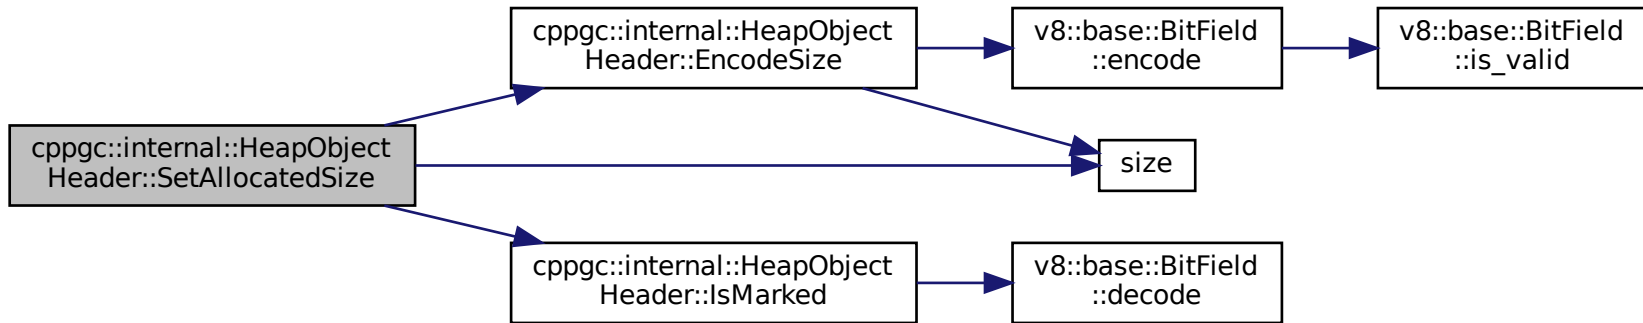 cppgc::internal::HeapObject
Header::SetAllocatedSize
cppgc::internal::HeapObject
Header::EncodeSize
v8::base::BitField
::encode
v8::base::BitField
::is_valid
size
cppgc::internal::HeapObject
Header::IsMarked
v8::base::BitField
::decode